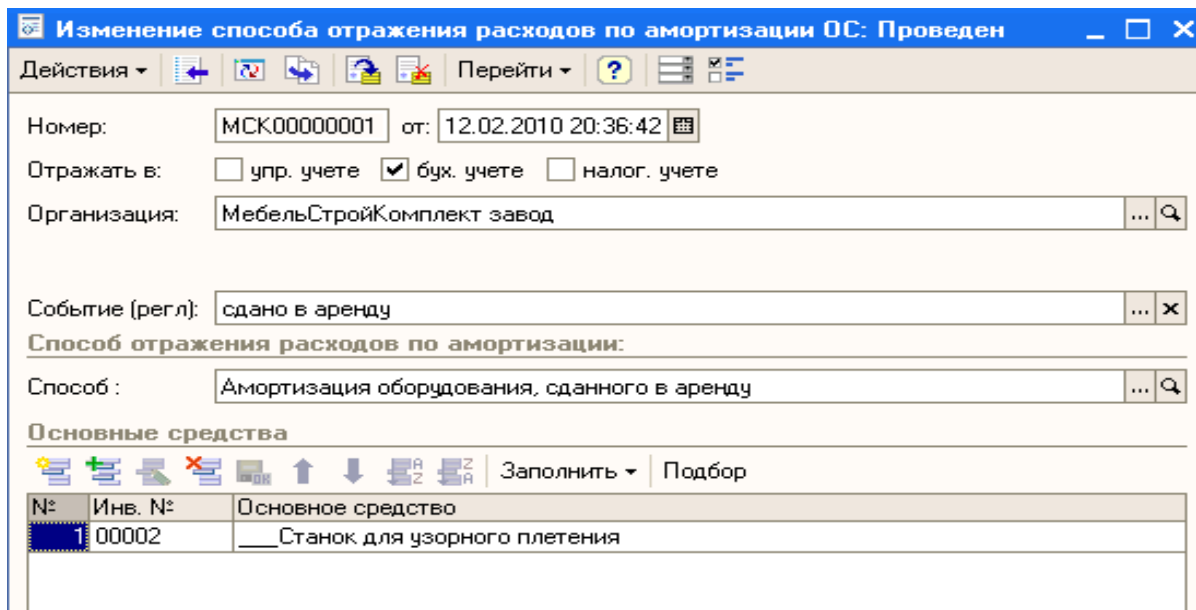 Изменение способа отражения расходов по амортизации ОС: Проведен
Действия Перейти ?
Номер: МСК00000001 от: 12.02.2010 20:36:42
Отражать в: упр. учете бух. учете налог. учете
Организация: МебельСтройКомплект завод ...
Событие (регл): сдано в аренду ... x
Способ отражения расходов по амортизации:
Способ : Амортизация оборудования, сданного в аренду ...
Основные средства
Заполнить Подбор
№ Инв. № Основное средство
1 00002 ___Станок для узорного плетения